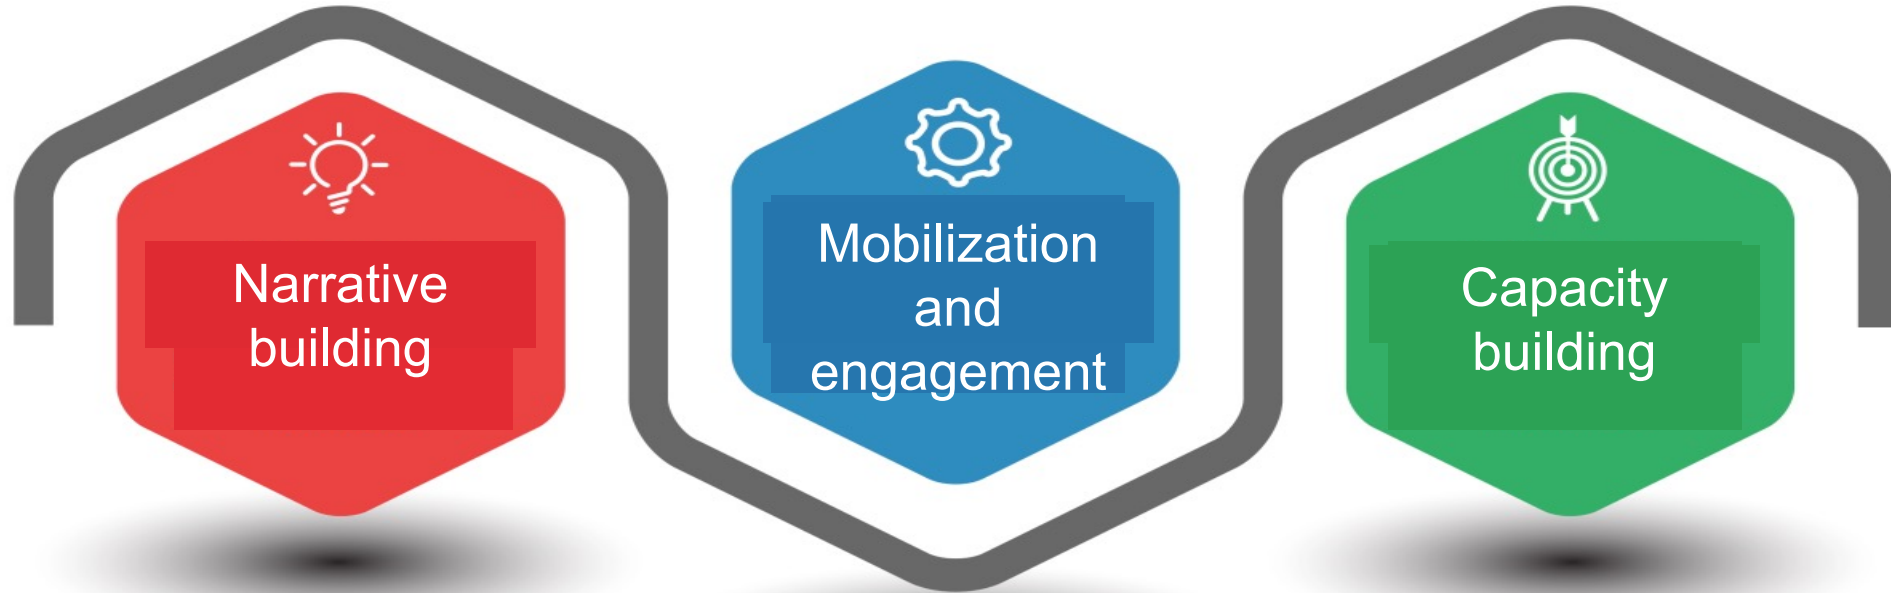 Narrative
building
Mobilization
and
engagement
Capacity
building